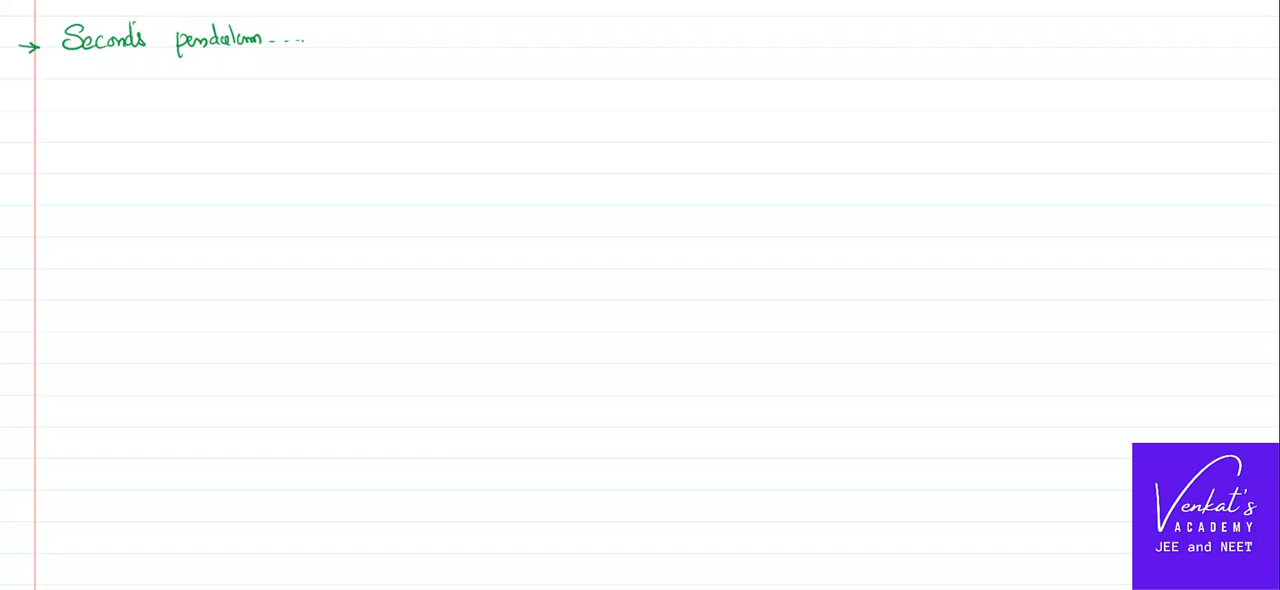 → Second's pendulum ----
Venkat's
ACADEMY
JEE and NEET